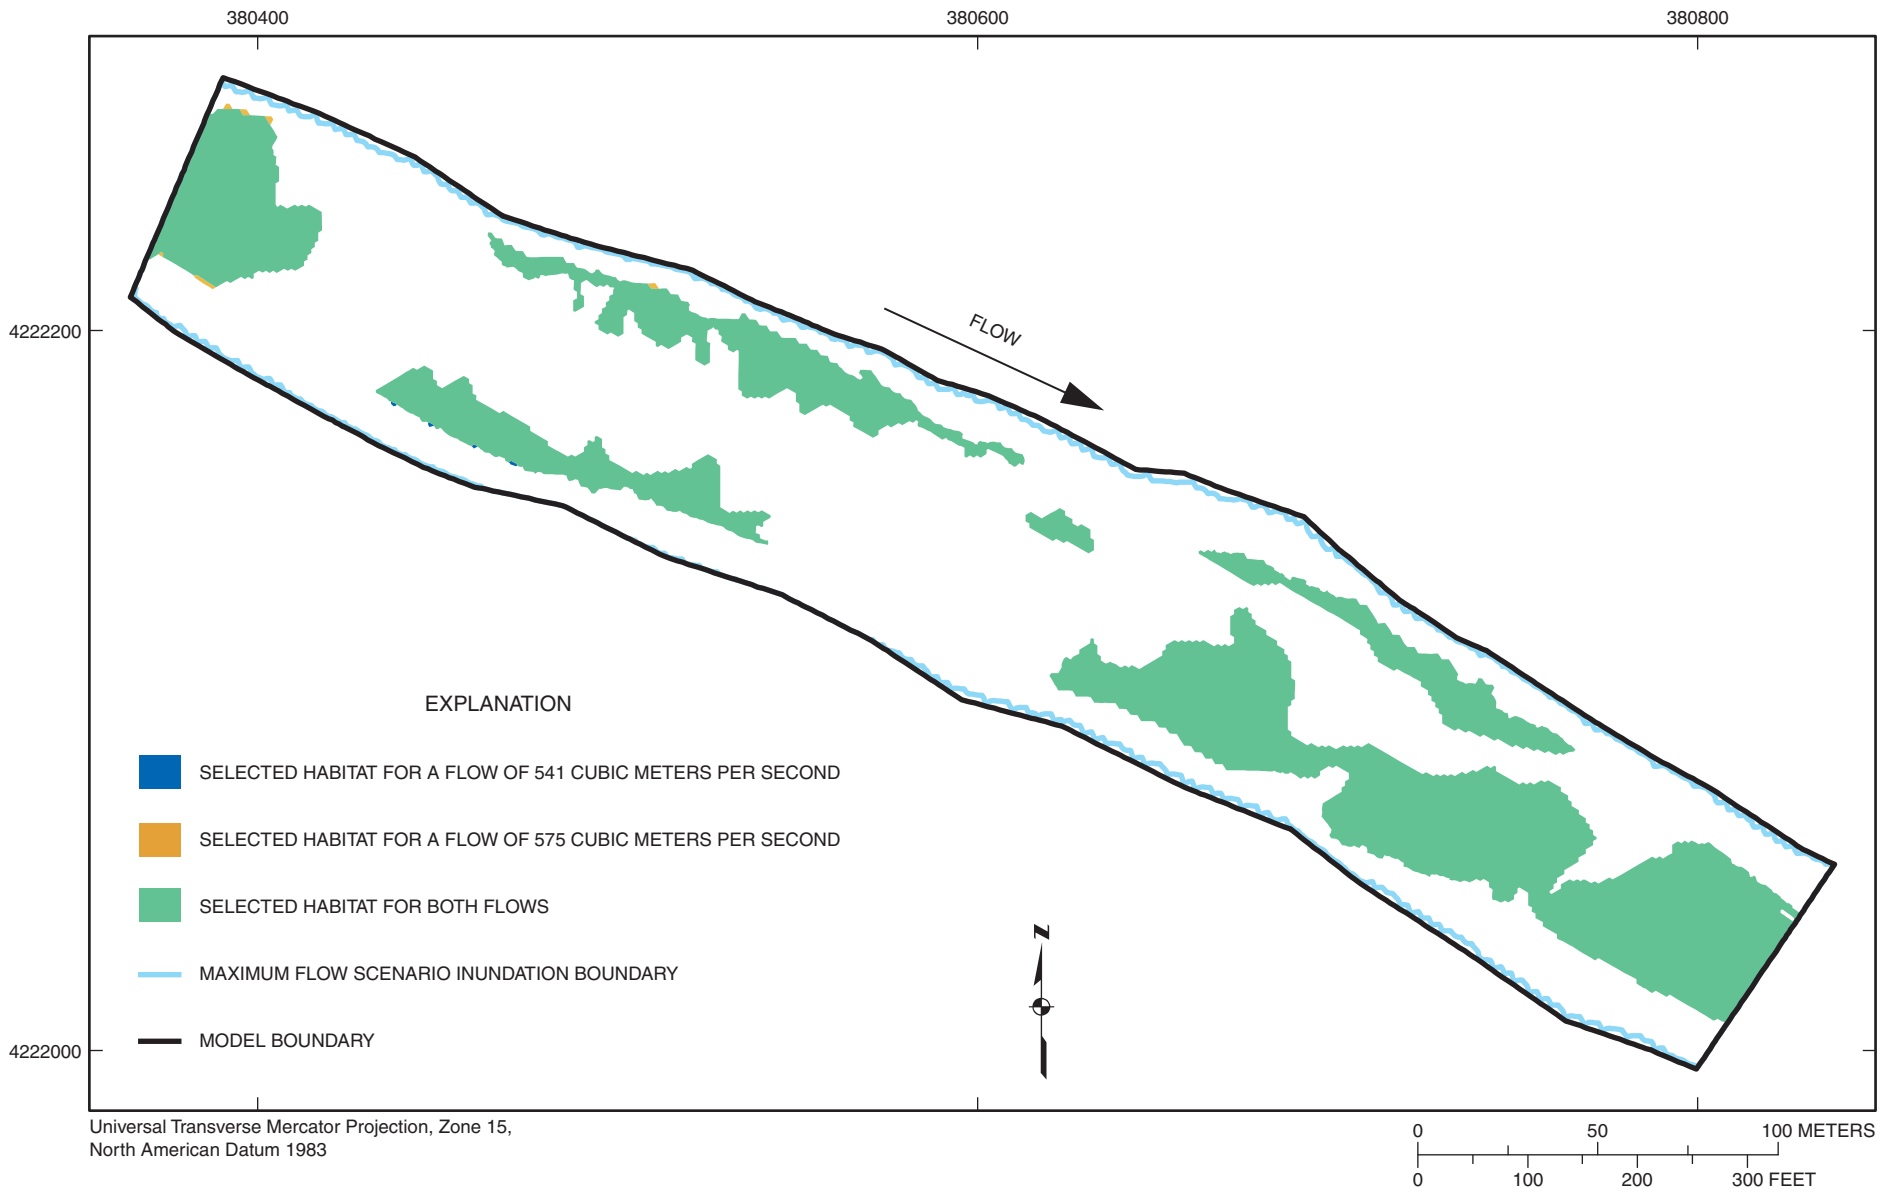 380400
380600
380800
4222200
4222000
FLOW
EXPLANATION
SELECTED HABITAT FOR A FLOW OF 541 CUBIC METERS PER SECOND
SELECTED HABITAT FOR A FLOW OF 575 CUBIC METERS PER SECOND
SELECTED HABITAT FOR BOTH FLOWS
MAXIMUM FLOW SCENARIO INUNDATION BOUNDARY
MODEL BOUNDARY
N
Universal Transverse Mercator Projection, Zone 15,
North American Datum 1983
0 50 100 METERS
0 100 200 300 FEET